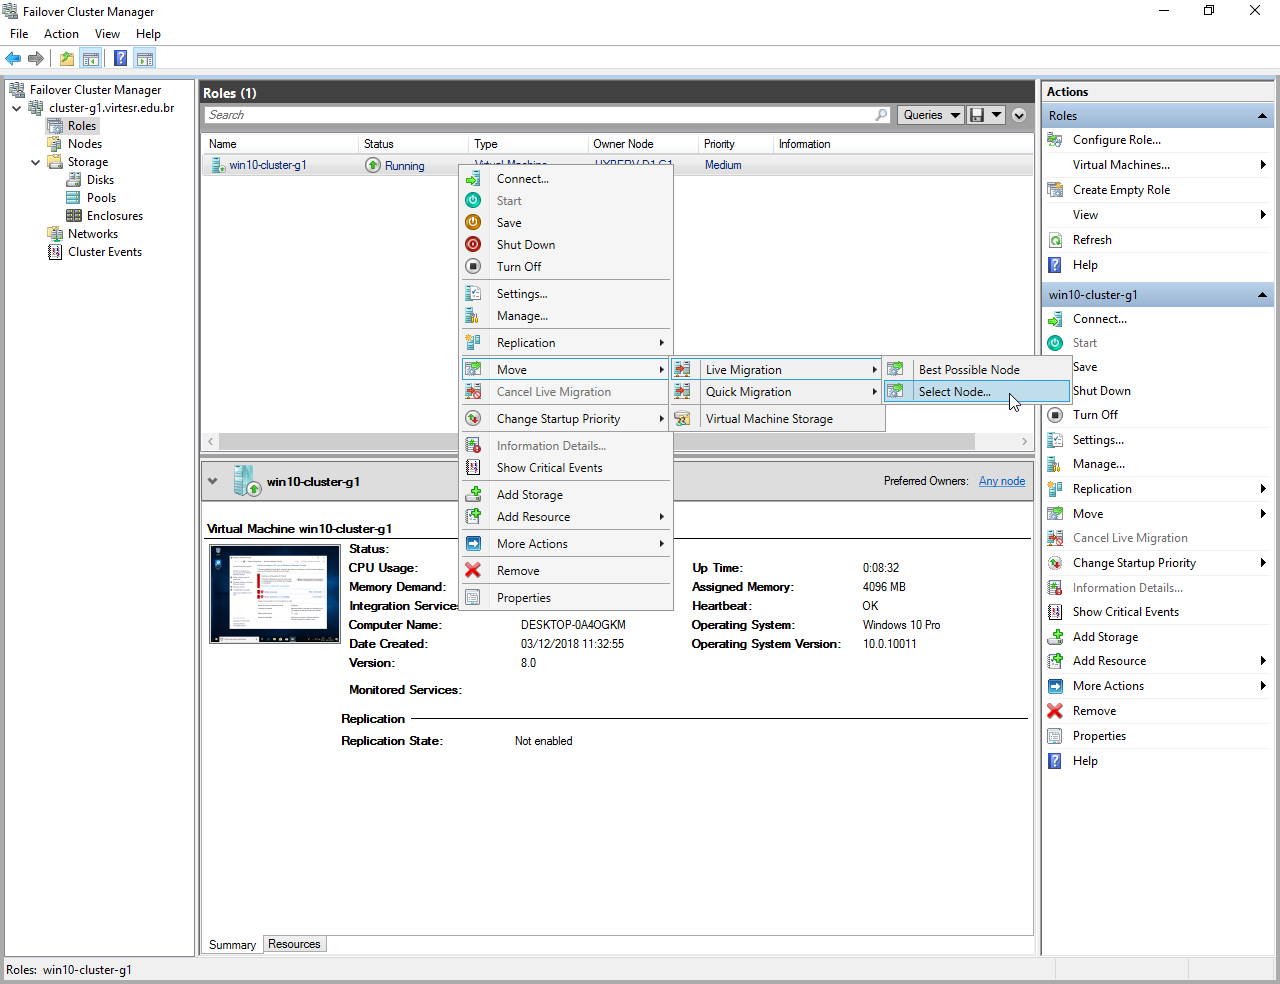 Failover Cluster Manager
File Action View Help
Failover Cluster Manager
cluster-g1.virtesr.edu.br
Roles
Nodes
Storage
Disks
Pools
Enclosures
Networks
Cluster Events
Roles (1)
Search
Queries
Name Status Type Owner Node Priority Information
win10-cluster-g1 Running Virtual Machine Medium
Connect...
Start
Save
Shut Down
Turn Off
Settings...
Manage...
Replication
Move
Cancel Live Migration
Change Startup Priority
Information Details...
Show Critical Events
Add Storage
Add Resource
More Actions
Remove
Properties
Live Migration
Quick Migration
Virtual Machine Storage
Best Possible Node
Select Node...
win10-cluster-g1
Preferred Owners: Any node
Virtual Machine win10-cluster-g1
Status:
CPU Usage: Up Time: 0:08:32
Memory Demand: Assigned Memory: 4096 MB
Integration Service Heartbeat: OK
Computer Name: DESKTOP-0A4OGKM Operating System: Windows 10 Pro
Date Created: 03/12/2018 11:32:55 Operating System Version: 10.0.10011
Version: 8.0
Monitored Services:
Replication
Replication State: Not enabled
Summary Resources
Actions
Roles
Configure Role...
Virtual Machines...
Create Empty Role
View
Refresh
Help
win10-cluster-g1
Connect...
Start
Save
Shut Down
Turn Off
Settings...
Manage...
Replication
Move
Cancel Live Migration
Change Startup Priority
Information Details...
Show Critical Events
Add Storage
Add Resource
More Actions
Remove
Properties
Help
Roles: win10-cluster-g1